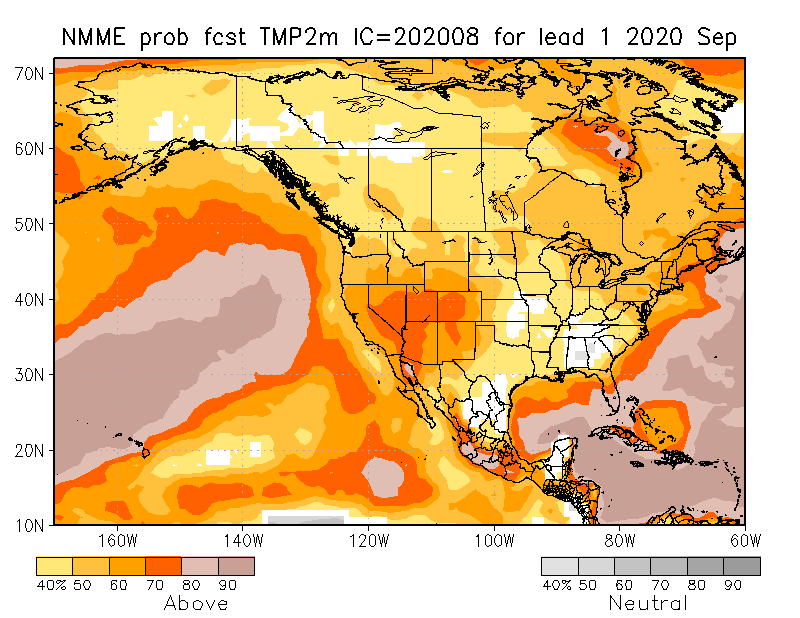 NMME prob fcst TMP2m IC=202008 for lead 1 2020 Sep
70N
60N
50N
40N
30N
20N
10N
160W 140W 120W 100W 80W 60W
40% 50 60 70 80 90
Above
40% 50 60 70 80 90
Neutral